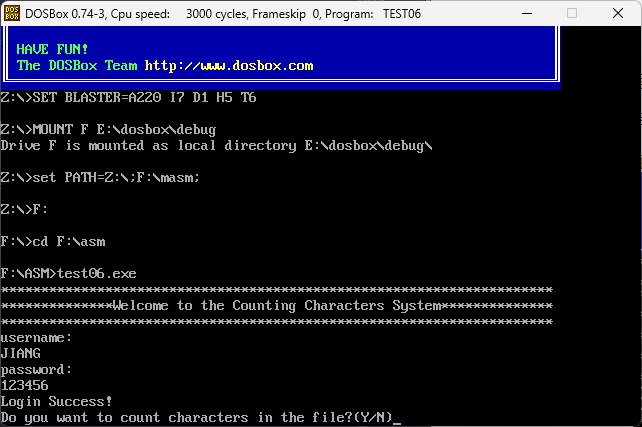 DOS
BOX
DOSBox 0.74-3, Cpu speed: 3000 cycles, Frameskip 0, Program: TEST06
HAVE FUN!
The DOSBox Team http://www.dosbox.com
Z:\>SET BLASTER=A220 I7 D1 H5 T6
Z:\>MOUNT F E:\dosbox\debug
Drive F is mounted as local directory E:\dosbox\debug\
Z:\>set PATH=Z:\;F:\masm;
Z:\>F:
F:\>cd F:\asm
F:\ASM>test06.exe
*********************************************************************
**************Welcome to the Counting Characters System**************
*********************************************************************
username:
JIANG
password:
123456
Login Success!
Do you want to count characters in the file?(Y/N)_